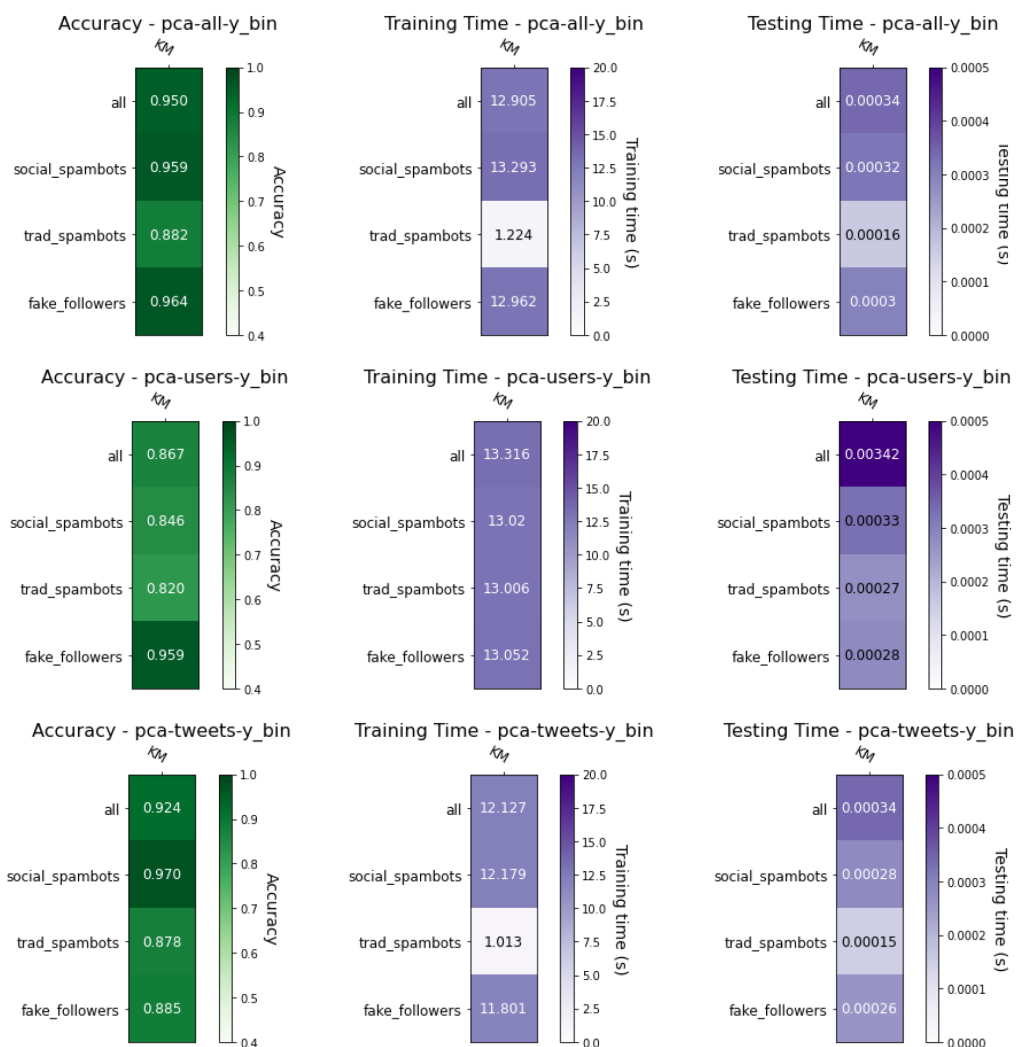 Accuracy - pca-all-y_bin
KM
all
social_spambots
trad_spambots
fake_followers
0.950
0.959
0.882
0.964
1.0
0.9
0.8
0.7
0.6
0.5
0.4
Accuracy
Training Time - pca-all-y_bin
KM
all
social_spambots
trad_spambots
fake_followers
12.905
13.293
1.224
12.962
20.0
17.5
15.0
12.5
10.0
7.5
5.0
2.5
0.0
Training time (s)
Testing Time - pca-all-y_bin
KM
all
social_spambots
trad_spambots
fake_followers
0.00034
0.00032
0.00016
0.0003
0.0005
0.0004
0.0003
0.0002
0.0001
0.0000
Testing time (s)
Accuracy - pca-users-y_bin
KM
all
social_spambots
trad_spambots
fake_followers
0.867
0.846
0.820
0.959
1.0
0.9
0.8
0.7
0.6
0.5
0.4
Accuracy
Training Time - pca-users-y_bin
KM
all
social_spambots
trad_spambots
fake_followers
13.316
13.02
13.006
13.052
20.0
17.5
15.0
12.5
10.0
7.5
5.0
2.5
0.0
Training time (s)
Testing Time - pca-users-y_bin
KM
all
social_spambots
trad_spambots
fake_followers
0.00342
0.00033
0.00027
0.00028
0.0005
0.0004
0.0003
0.0002
0.0001
0.0000
Testing time (s)
Accuracy - pca-tweets-y_bin
KM
all
social_spambots
trad_spambots
fake_followers
0.924
0.970
0.878
0.885
1.0
0.9
0.8
0.7
0.6
0.5
0.4
Accuracy
Training Time - pca-tweets-y_bin
KM
all
social_spambots
trad_spambots
fake_followers
12.127
12.179
1.013
11.801
20.0
17.5
15.0
12.5
10.0
7.5
5.0
2.5
0.0
Training time (s)
Testing Time - pca-tweets-y_bin
KM
all
social_spambots
trad_spambots
fake_followers
0.00034
0.00028
0.00015
0.00026
0.0005
0.0004
0.0003
0.0002
0.0001
0.0000
Testing time (s)